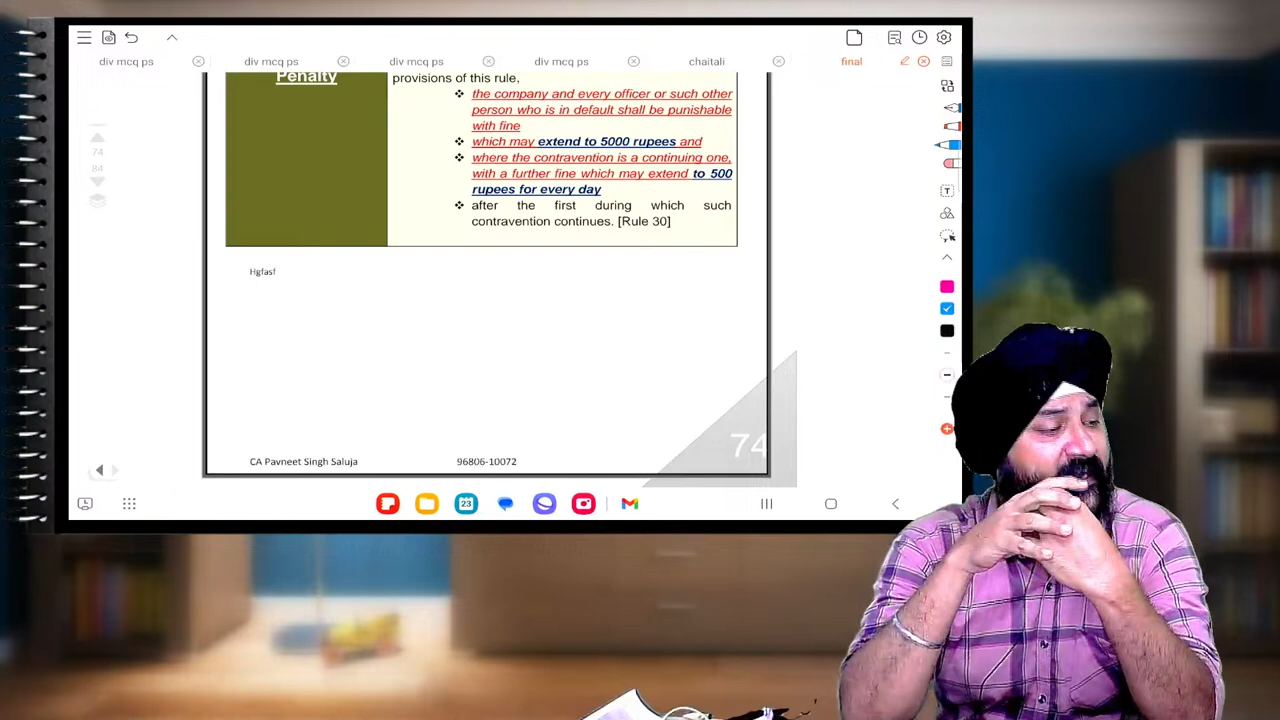 div mcq ps
div mcq ps
div mcq ps
div mcq ps
chaitali
final
Penalty
provisions of this rule,
❖ the company and every officer or such other
person who is in default shall be punishable
with fine
❖ which may extend to 5000 rupees and
❖ where the contravention is a continuing one,
with a further fine which may extend to 500
rupees for every day
❖ after the first during which such
contravention continues. [Rule 30]
74
84
Hgfasf
CA Pavneet Singh Saluja 96806-10072
74
23